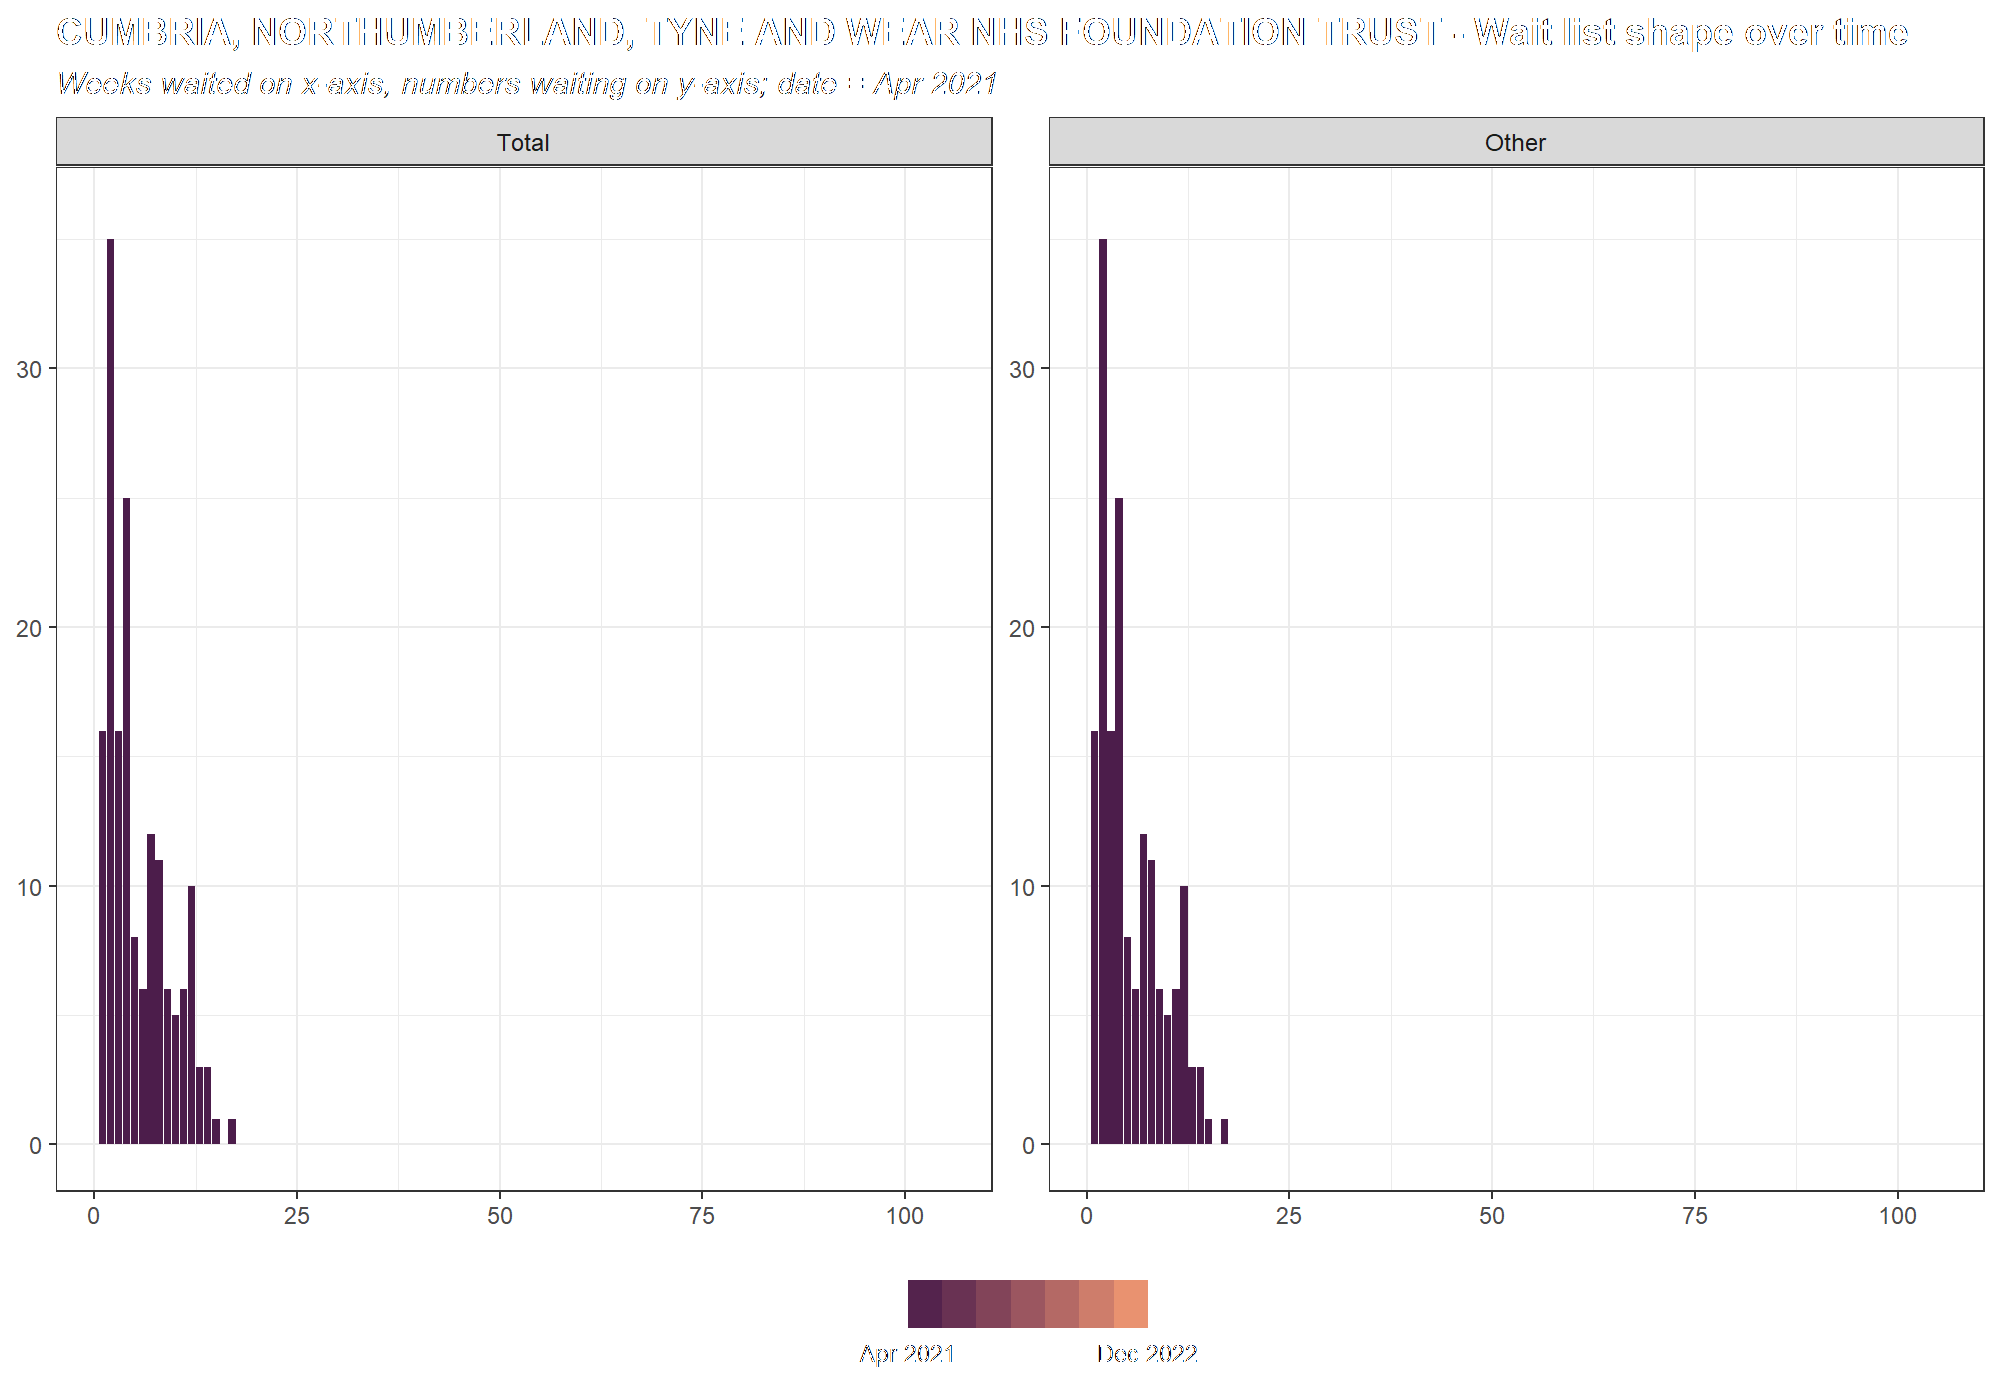 CUMBRIA, NORTHUMBERLAND, TYNE AND WEAR NHS FOUNDATION TRUST - Wait list shape over time
Weeks waited on x-axis, numbers waiting on y-axis; date = Apr 2021
Total
Other
30
20
10
0
0 25 50 75 100
30
20
10
0
0 25 50 75 100
Apr 2021
Dec 2022